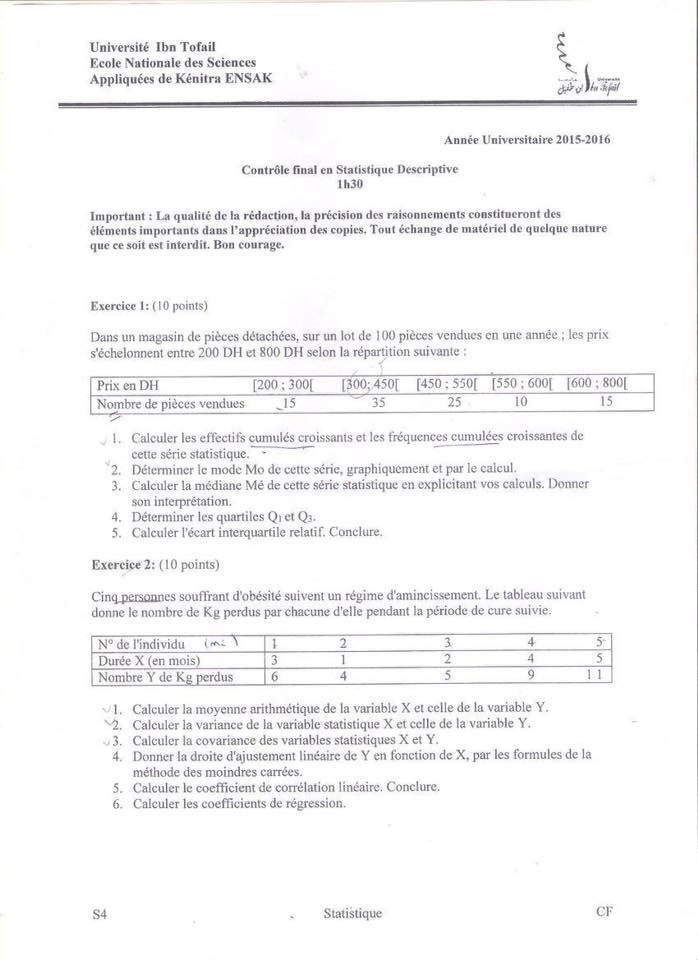 Université Ibn Tofail
Ecole Nationale des Sciences
Appliquées de Kénitra ENSAK
Université
Ibn Tofail
Année Universitaire 2015-2016
Contrôle final en Statistique Descriptive
1h30
Important : La qualité de la rédaction, la précision des raisonnements constitueront des
éléments importants dans l'appréciation des copies. Tout échange de matériel de quelque nature
que ce soit est interdit. Bon courage.
Exercice 1: (10 points)
Dans un magasin de pièces détachées, sur un lot de 100 pièces vendues en une année ; les prix
s'échelonnent entre 200 DH et 800 DH selon la répartition suivante :
Prix en DH [200 ; 300[ [300; 450[ [450 ; 550[ [550 ; 600[ [600 ; 800[
Nombre de pièces vendues 15 35 25 10 15
1. Calculer les effectifs cumulés croissants et les fréquences cumulées croissantes de
cette série statistique.
2. Déterminer le mode Mo de cette série, graphiquement et par le calcul.
3. Calculer la médiane Mé de cette série statistique en explicitant vos calculs. Donner
son interprétation.
4. Déterminer les quartiles Q1 et Q3.
5. Calculer l'écart interquartile relatif. Conclure.
Exercice 2: (10 points)
Cinq personnes souffrant d'obésité suivent un régime d'amincissement. Le tableau suivant
donne le nombre de Kg perdus par chacune d'elle pendant la période de cure suivie.
N° de l'individu 1 2 3 4 5
Durée X (en mois) 3 1 2 4 5
Nombre Y de Kg perdus 6 4 5 9 11
1. Calculer la moyenne arithmétique de la variable X et celle de la variable Y.
2. Calculer la variance de la variable statistique X et celle de la variable Y.
3. Calculer la covariance des variables statistiques X et Y.
4. Donner la droite d'ajustement linéaire de Y en fonction de X, par les formules de la
méthode des moindres carrées.
5. Calculer le coefficient de corrélation linéaire. Conclure.
6. Calculer les coefficients de régression.
S4 Statistique CF